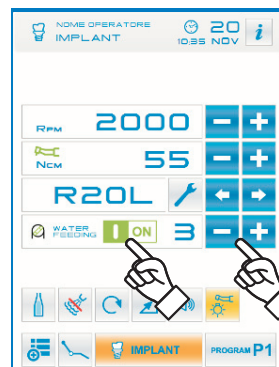 NOME OPERATORE
IMPLANT
20
10:35 NOV
i
RPM 2000 - +
NCM 55 - +
R20L
WATER
FEEDING I ON 3 - +
IMPLANT
PROGRAM P1